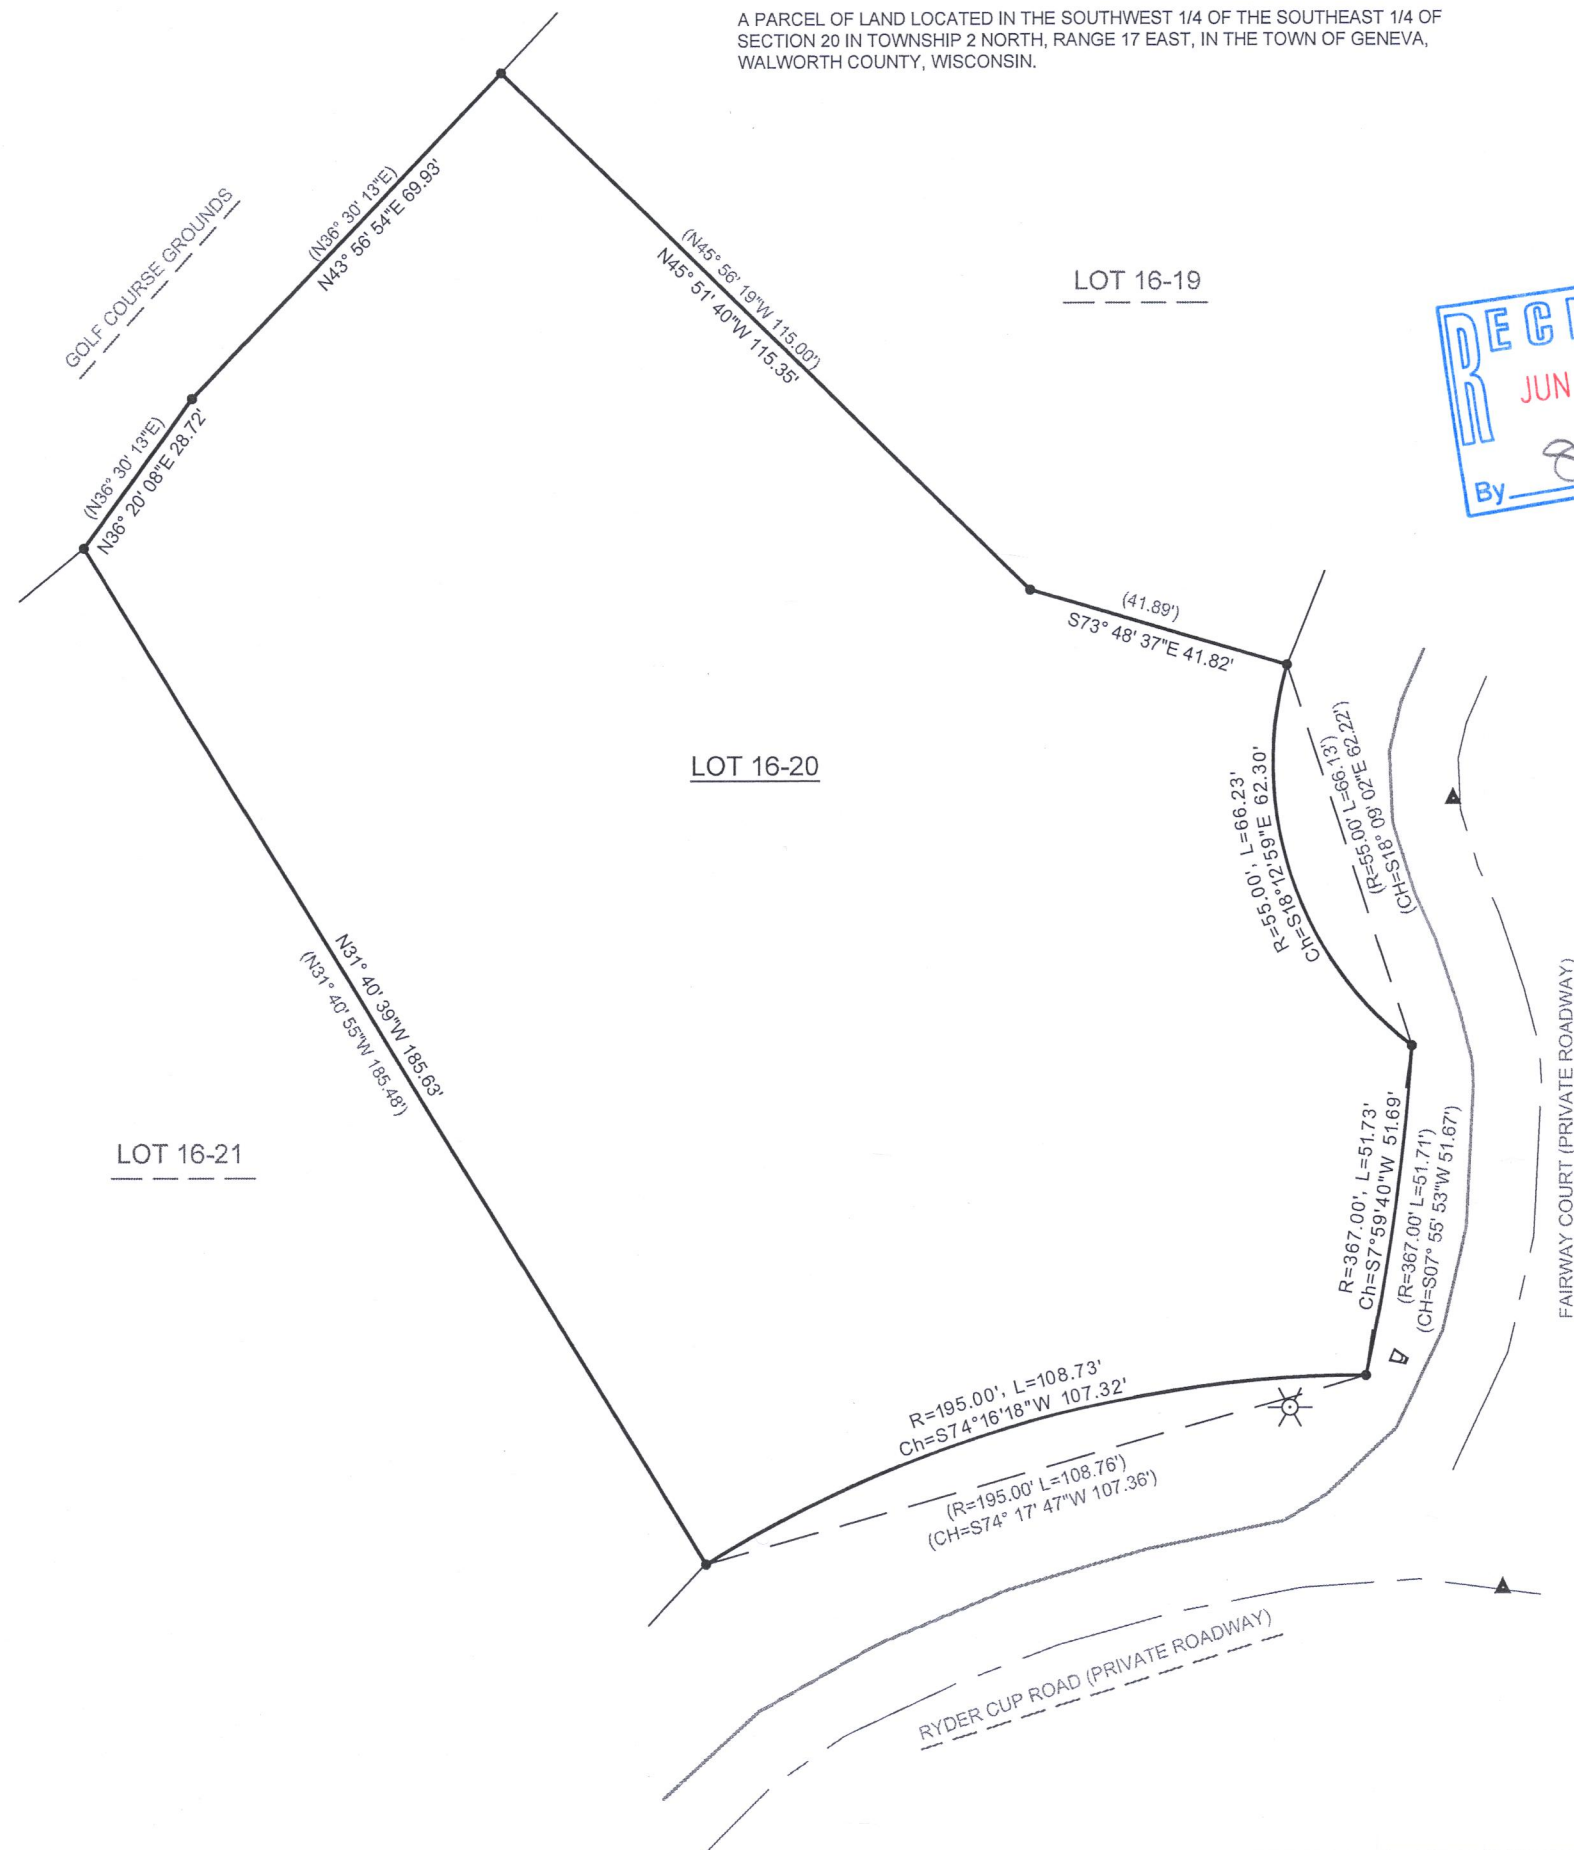 A PARCEL OF LAND LOCATED IN THE SOUTHWEST 1/4 OF THE SOUTHEAST 1/4 OF
SECTION 20 IN TOWNSHIP 2 NORTH, RANGE 17 EAST, IN THE TOWN OF GENEVA,
WALWORTH COUNTY, WISCONSIN.
GOLF COURSE GROUNDS
(N36° 30' 13"E)
N43° 56' 54"E 69.93'
(N45° 56' 19"W 115.00')
N45° 51' 40"W 115.35'
LOT 16-19
JUN
By
(N36° 30' 13"E)
N36° 20' 08"E 28.72'
(41.89')
S73° 48' 37"E 41.82'
LOT 16-20
R=55.00', L=66.23'
Ch=S18°12'59"E 62.30'
(R=55.00' L=66.13')
(CH=S18° 09' 02"E 62.22')
N31° 40' 39"W 185.63'
(N31° 40' 55"W 185.48')
LOT 16-21
R=367.00', L=51.73'
Ch=S7°59'40"W 51.69'
(R=367.00' L=51.71')
(CH=S07° 55' 53"W 51.67')
FAIRWAY COURT (PRIVATE ROADWAY)
R=195.00', L=108.73'
Ch=S74°16'18"W 107.32'
(R=195.00' L=108.76')
(CH=S74° 17' 47"W 107.36')
RYDER CUP ROAD (PRIVATE ROADWAY)